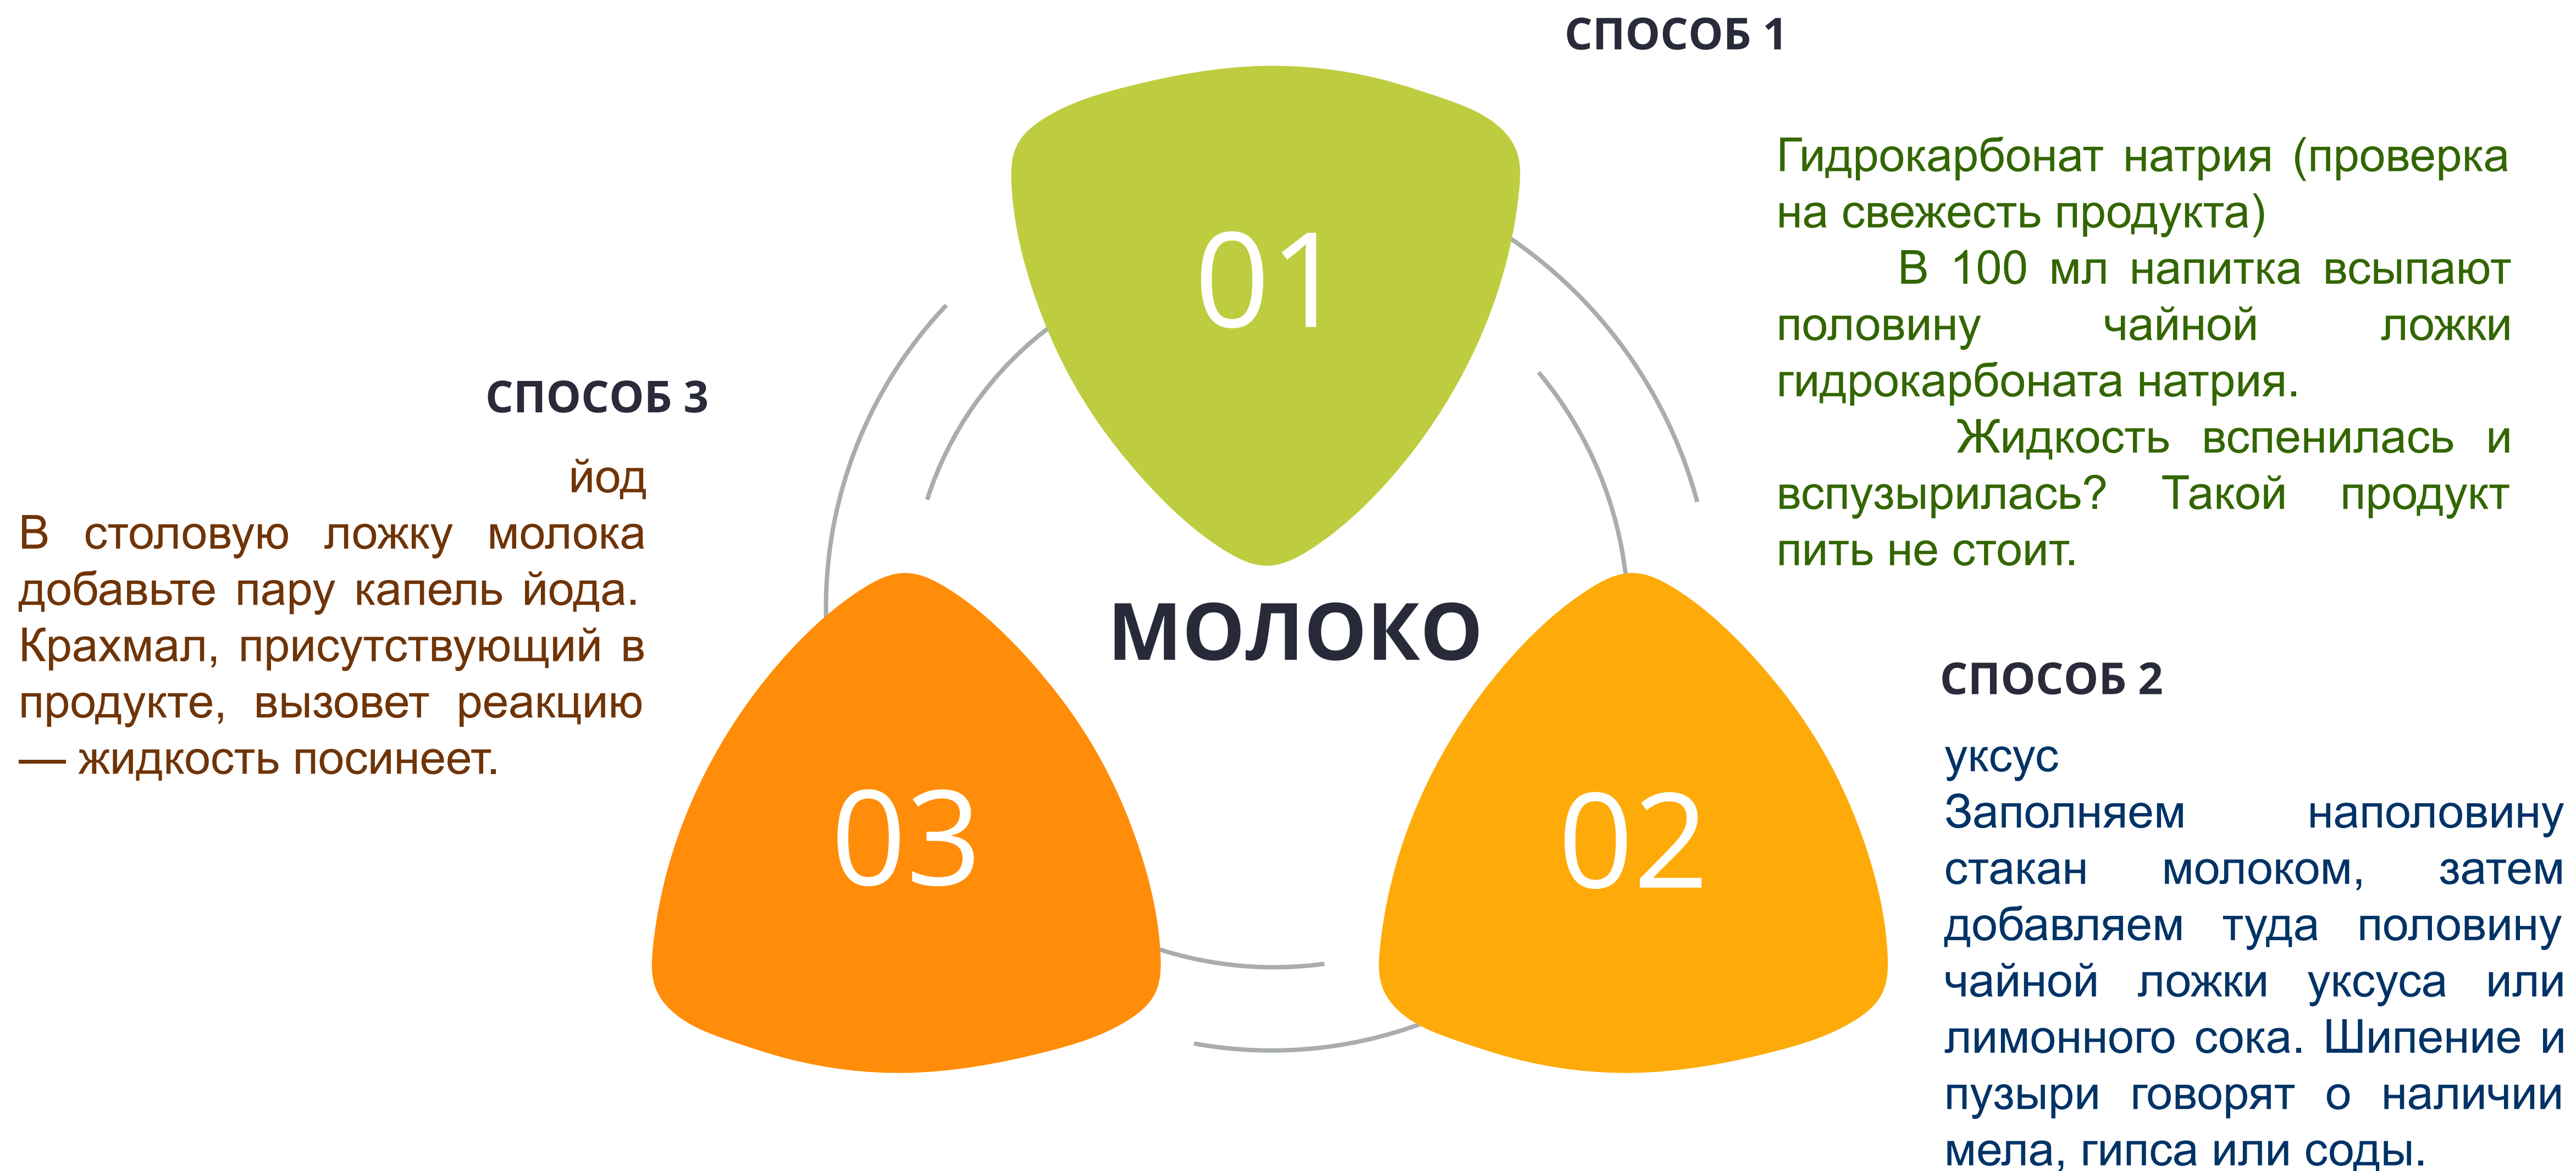 СПОСОБ 1
01
Гидрокарбонат натрия (проверка
на свежесть продукта)
В 100 мл напитка всыпают
половину чайной ложки
гидрокарбоната натрия.
Жидкость вспенилась и
вспузырилась? Такой продукт
пить не стоит.
СПОСОБ 3
йод
В столовую ложку молока
добавьте пару капель йода.
Крахмал, присутствующий в
продукте, вызовет реакцию
— жидкость посинеет.
МОЛОКО
03
02
СПОСОБ 2
уксус
Заполняем наполовину
стакан молоком, затем
добавляем туда половину
чайной ложки уксуса или
лимонного сока. Шипение и
пузыри говорят о наличии
мела, гипса или соды.